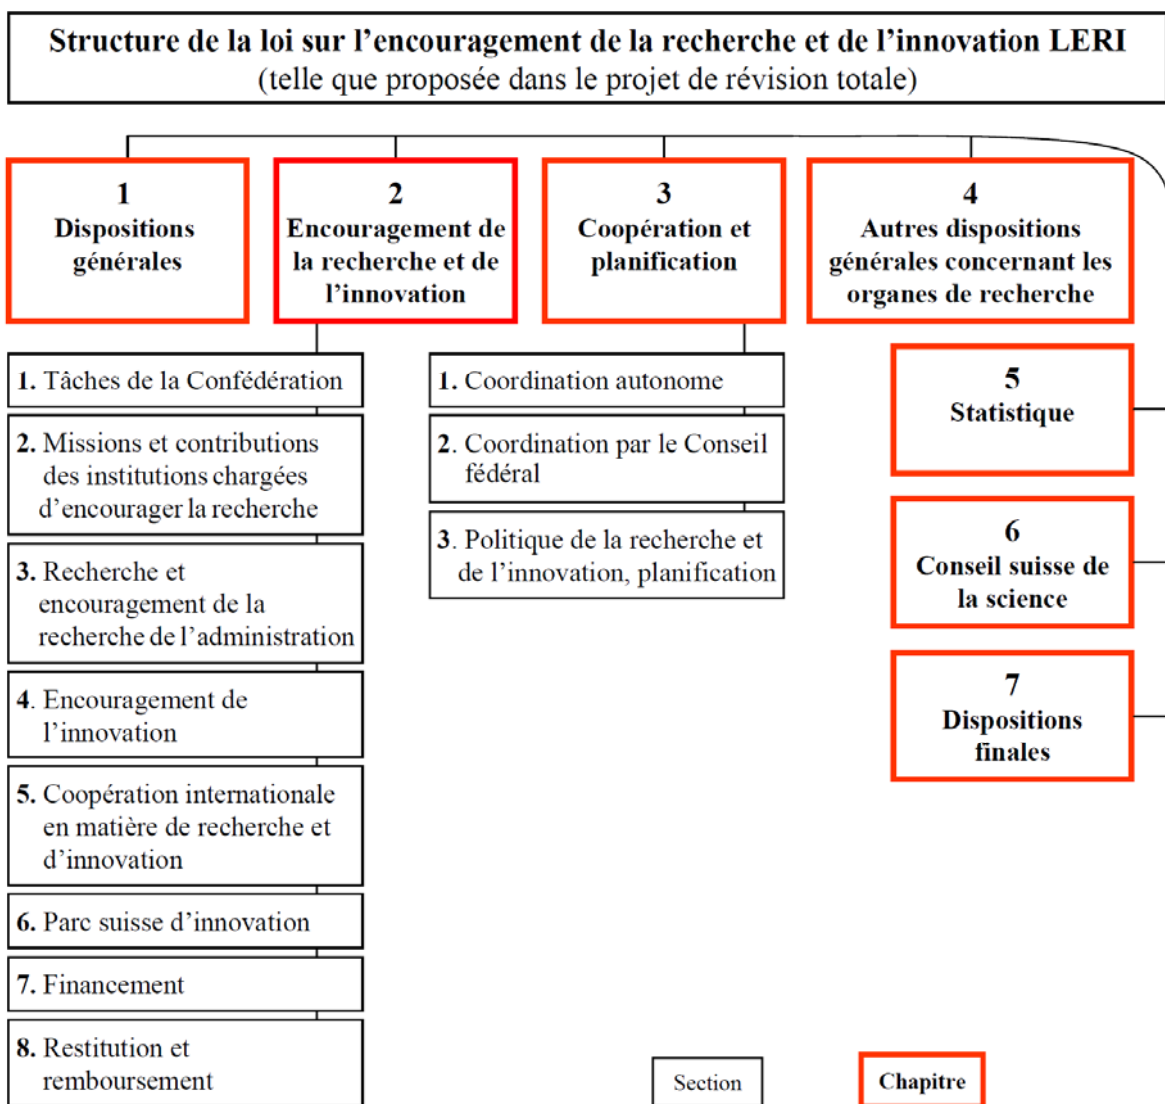 Structure de la loi sur l’encouragement de la recherche et de l’innovation LERI
(telle que proposée dans le projet de révision totale)
1
Dispositions
générales
2
Encouragement de
la recherche et de
l’innovation
3
Coopération et
planification
4
Autres dispositions
générales concernant les
organes de recherche
1. Tâches de la Confédération
2. Missions et contributions
des institutions chargées
d’encourager la recherche
3. Recherche et
encouragement de la
recherche de l’administration
4. Encouragement de
l’innovation
5. Coopération internationale
en matière de recherche et
d’innovation
6. Parc suisse d’innovation
7. Financement
8. Restitution et
remboursement
1. Coordination autonome
2. Coordination par le Conseil
fédéral
3. Politique de la recherche et
de l’innovation, planification
5
Statistique
6
Conseil suisse de
la science
7
Dispositions
finales
Section
Chapitre